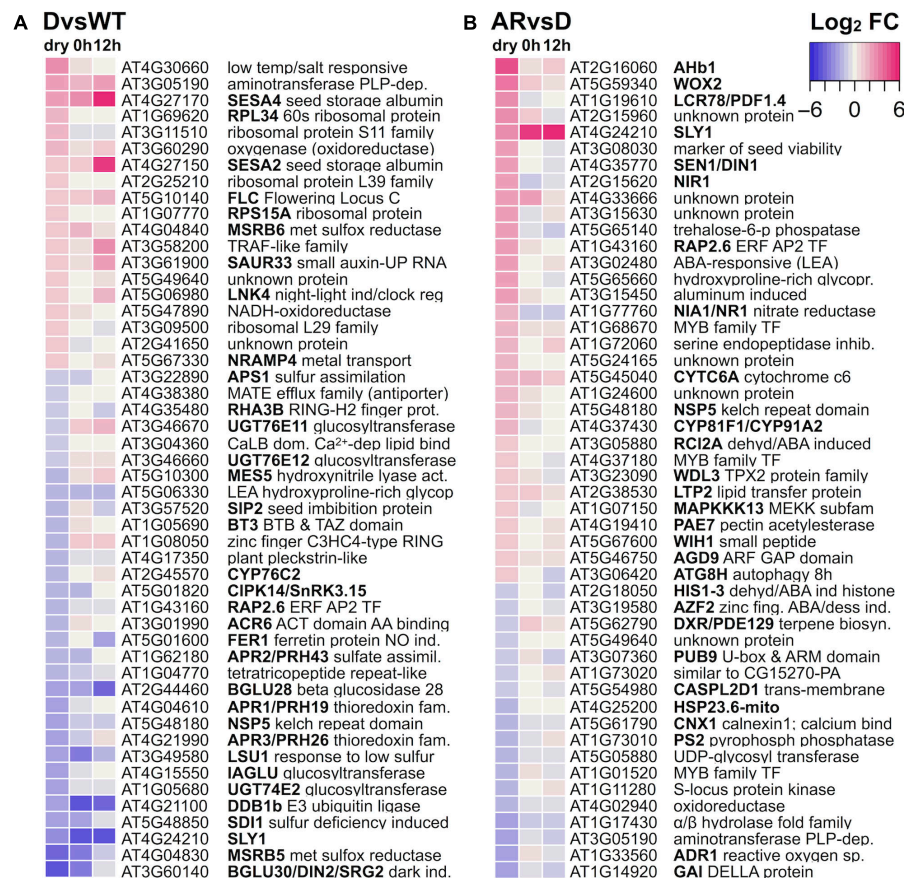 A DvsWT
dry 0h 12h
AT4G30660 low temp/salt responsive
AT3G05190 aminotransferase PLP-dep.
AT4G27170 SESA4 seed storage albumin
AT1G69620 RPL34 60s ribosomal protein
AT3G11510 ribosomal protein S11 family
AT3G60290 oxygenase (oxidoreductase)
AT4G27150 SESA2 seed storage albumin
AT2G25210 ribosomal protein L39 family
AT5G10140 FLC Flowering Locus C
AT1G07770 RPS15A ribosomal protein
AT4G04840 MSRB6 met sulfox reductase
AT3G58200 TRAF-like family
AT3G61900 SAUR33 small auxin-UP RNA
AT5G49640 unknown protein
AT5G06980 LNK4 night-light ind/clock reg
AT5G47890 NADH-oxidoreductase
AT3G09500 ribosomal L29 family
AT2G41650 unknown protein
AT5G67330 NRAMP4 metal transport
AT3G22890 APS1 sulfur assimilation
AT4G38380 MATE efflux family (antiporter)
AT4G35480 RHA3B RING-H2 finger prot.
AT3G46670 UGT76E11 glucosyltransferase
AT3G04360 CaLB dom. Ca²⁺-dep lipid bind
AT3G46660 UGT76E12 glucosyltransferase
AT5G10300 MES5 hydroxynitrile lyase act.
AT5G06330 LEA hydroxyproline-rich glycop
AT3G57520 SIP2 seed imbibition protein
AT1G05690 BT3 BTB & TAZ domain
AT1G08050 zinc finger C3HC4-type RING
AT4G17350 plant pleckstrin-like
AT2G45570 CYP76C2
AT5G01820 CIPK14/SnRK3.15
AT1G43160 RAP2.6 ERF AP2 TF
AT3G01990 ACR6 ACT domain AA binding
AT5G01600 FER1 ferretin protein NO ind.
AT1G62180 APR2/PRH43 sulfate assimil.
AT1G04770 tetratricopeptide repeat-like
AT2G44460 BGLU28 beta glucosidase 28
AT4G04610 APR1/PRH19 thioredoxin fam.
AT5G48180 NSP5 kelch repeat domain
AT4G21990 APR3/PRH26 thioredoxin fam.
AT3G49580 LSU1 response to low sulfur
AT4G15550 IAGLU glucosyltransferase
AT1G05680 UGT74E2 glucosyltransferase
AT4G21100 DDB1b E3 ubiquitin ligase
AT5G48850 SDI1 sulfur deficiency induced
AT4G24210 SLY1
AT4G04830 MSRB5 met sulfox reductase
AT3G60140 BGLU30/DIN2/SRG2 dark ind.
B ARvsD
dry 0h 12h
AT2G16060 AHb1
AT5G59340 WOX2
AT1G19610 LCR78/PDF1.4
AT2G15960 unknown protein
AT4G24210 SLY1
AT3G08030 marker of seed viability
AT4G35770 SEN1/DIN1
AT2G15620 NIR1
AT4G33666 unknown protein
AT3G15630 unknown protein
AT5G65140 trehalose-6-p phospatase
AT1G43160 RAP2.6 ERF AP2 TF
AT3G02480 ABA-responsive (LEA)
AT5G65660 hydroxyproline-rich glycopr.
AT3G15450 aluminum induced
AT1G77760 NIA1/NR1 nitrate reductase
AT1G68670 MYB family TF
AT1G72060 serine endopeptidase inhib.
AT5G24165 unknown protein
AT5G45040 CYTC6A cytochrome c6
AT1G24600 unknown protein
AT5G48180 NSP5 kelch repeat domain
AT4G37430 CYP81F1/CYP91A2
AT3G05880 RCI2A dehyd/ABA induced
AT4G37180 MYB family TF
AT3G23090 WDL3 TPX2 protein family
AT2G38530 LTP2 lipid transfer protein
AT1G07150 MAPKKK13 MEKK subfam
AT4G19410 PAE7 pectin acetylesterase
AT5G67600 WIH1 small peptide
AT5G46750 AGD9 ARF GAP domain
AT3G06420 ATG8H autophagy 8h
AT2G18050 HIS1-3 dehyd/ABA ind histone
AT3G19580 AZF2 zinc fing. ABA/dess ind.
AT5G62790 DXR/PDE129 terpene biosyn.
AT5G49640 unknown protein
AT3G07360 PUB9 U-box & ARM domain
AT1G73020 similar to CG15270-PA
AT5G54980 CASPL2D1 trans-membrane
AT4G25200 HSP23.6-mito
AT5G61790 CNX1 calnexin1; calcium bind
AT1G73010 PS2 pyrophosph phosphatase
AT5G05880 UDP-glycosyl transferase
AT1G01520 MYB family TF
AT1G11280 S-locus protein kinase
AT4G02940 oxidoreductase
AT1G17430 α/β hydrolase fold family
AT3G05190 aminotransferase PLP-dep.
AT1G33560 ADR1 reactive oxygen sp.
AT1G14920 GAI DELLA protein
Log₂ FC
−6 0 6